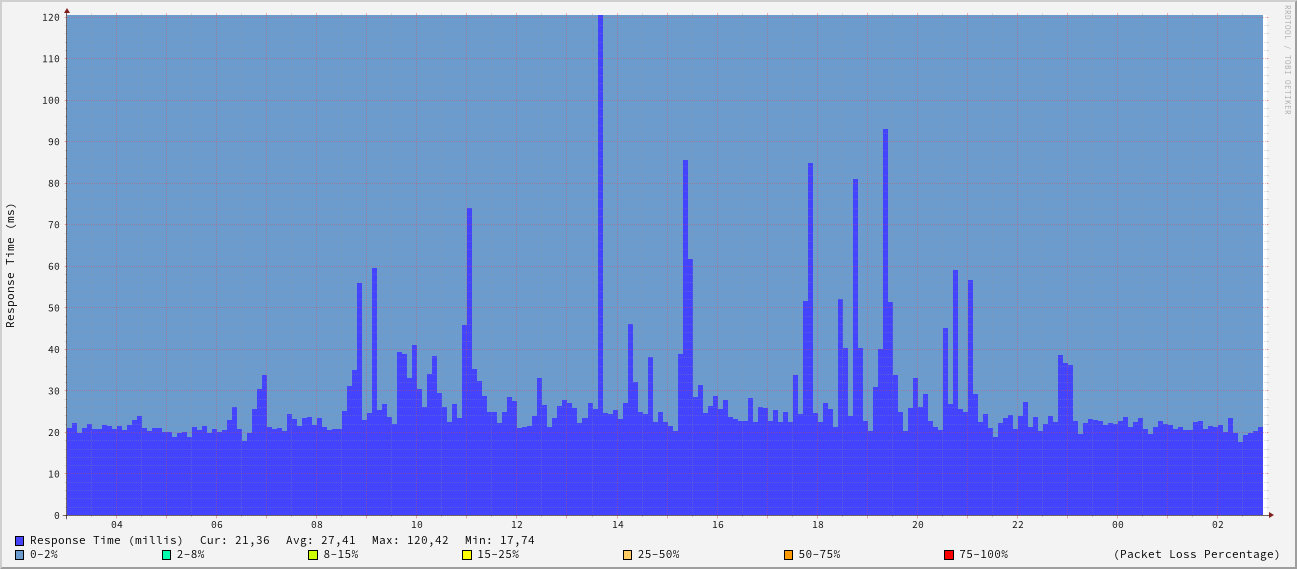 RRDTOOL / TOBI OETIKER
Response Time (ms)
120
110
100
90
80
70
60
50
40
30
20
10
0
04 06 08 10 12 14 16 18 20 22 00 02
Response Time (millis) Cur: 21,36 Avg: 27,41 Max: 120,42 Min: 17,74
0-2% 2-8% 8-15% 15-25% 25-50% 50-75% 75-100% (Packet Loss Percentage)